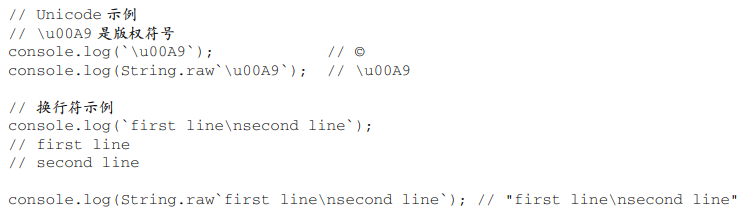 // Unicode 示例
// \u00A9 是版权符号
console.log(`\u00A9`);            // ©
console.log(String.raw`\u00A9`);  // \u00A9
// 换行符示例
console.log(`first line\nsecond line`);
// first line
// second line
console.log(String.raw`first line\nsecond line`); // "first line\nsecond line"